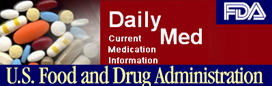 Daily
Med
Current
Medication
Information
FDA
U.S. Food and Drug Administration